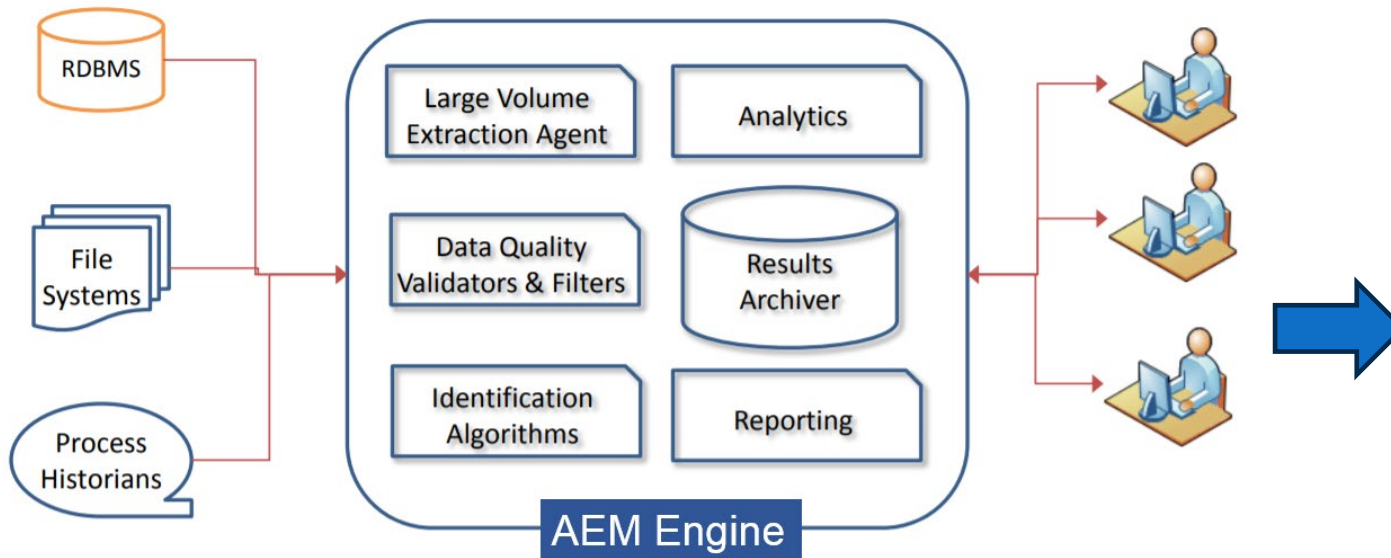 RDBMS
File
Systems
Process
Historians
Large Volume
Extraction Agent
Data Quality
Validators & Filters
Identification
Algorithms
Analytics
Results
Archiver
Reporting
AEM Engine